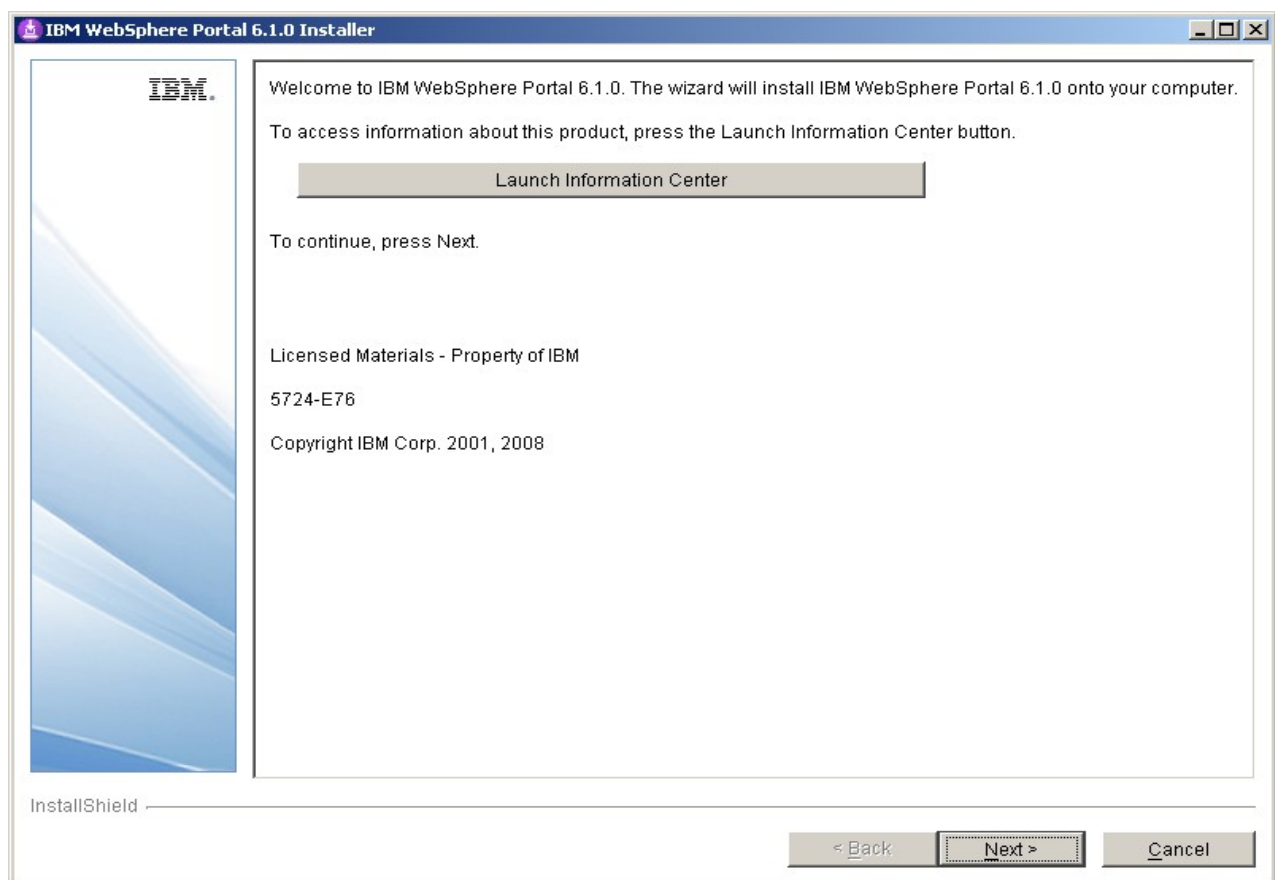 IBM WebSphere Portal 6.1.0 Installer
IBM.
Welcome to IBM WebSphere Portal 6.1.0. The wizard will install IBM WebSphere Portal 6.1.0 onto your computer.
To access information about this product, press the Launch Information Center button.
Launch Information Center
To continue, press Next.
Licensed Materials - Property of IBM
5724-E76
Copyright IBM Corp. 2001, 2008
InstallShield
< Back Next > Cancel